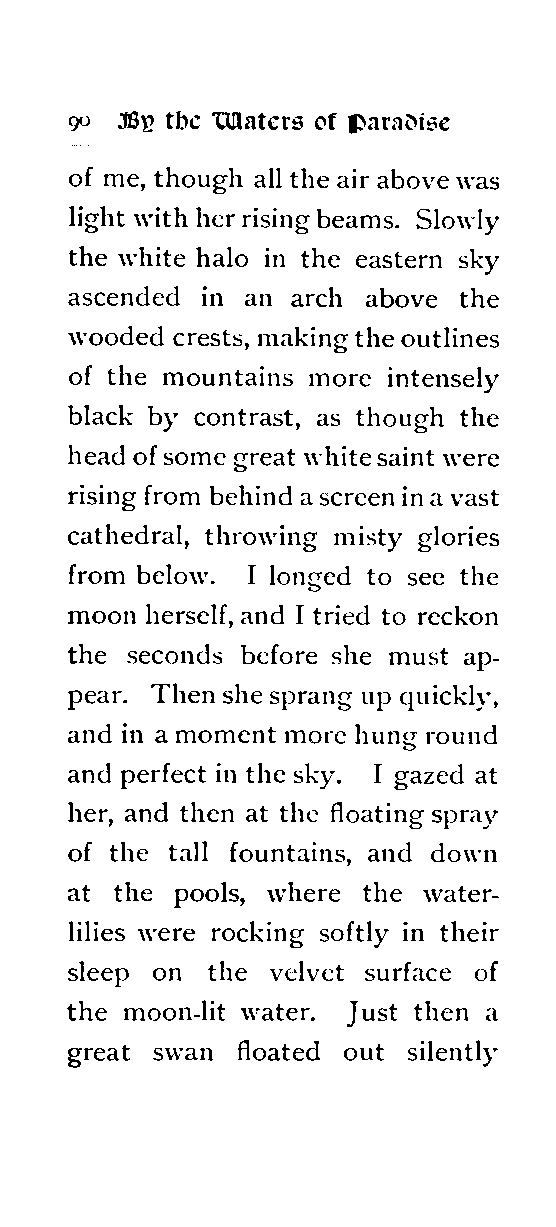 90 By the Waters of Paradise
of me, though all the air above was
light with her rising beams. Slowly
the white halo in the eastern sky
ascended in an arch above the
wooded crests, making the outlines
of the mountains more intensely
black by contrast, as though the
head of some great white saint were
rising from behind a screen in a vast
cathedral, throwing misty glories
from below. I longed to see the
moon herself, and I tried to reckon
the seconds before she must ap-
pear. Then she sprang up quickly,
and in a moment more hung round
and perfect in the sky. I gazed at
her, and then at the floating spray
of the tall fountains, and down
at the pools, where the water-
lilies were rocking softly in their
sleep on the velvet surface of
the moon-lit water. Just then a
great swan floated out silently